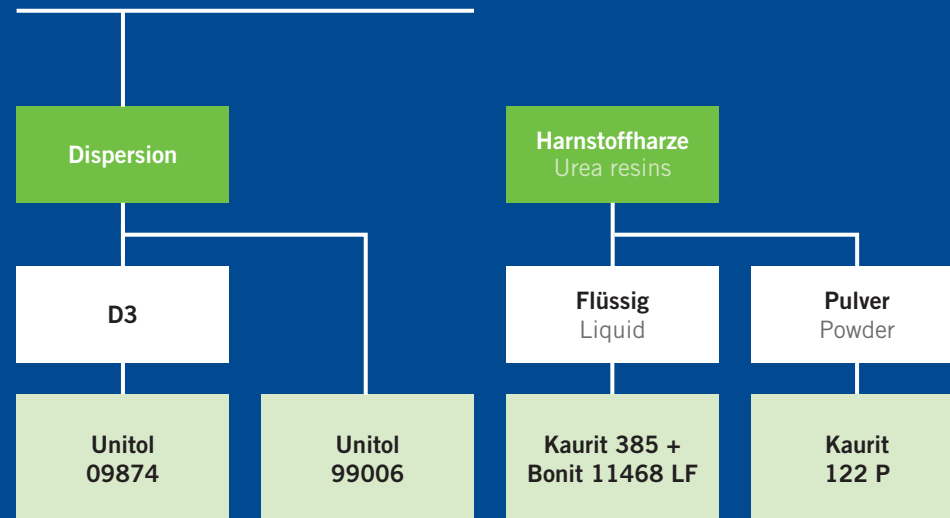 Dispersion
Harnstoffharze
Urea resins
D3
Flüssig
Liquid
Pulver
Powder
Unitol
09874
Unitol
99006
Kaurit 385 +
Bonit 11468 LF
Kaurit
122 P